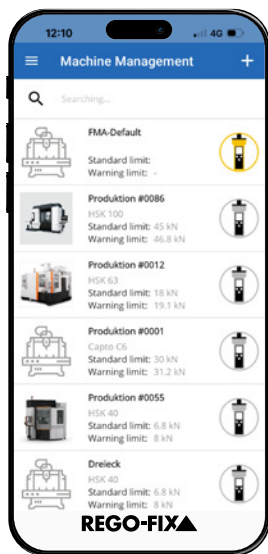 12:10
4G
Machine Management
Searching...
FMA-Default
Standard limit:
Warning limit: -
Produktion #0086
HSK 100
Standard limit: 45 kN
Warning limit: 46.8 kN
Produktion #0012
HSK 63
Standard limit: 18 kN
Warning limit: 19.1 kN
Produktion #0001
Capto C6
Standard limit: 30 kN
Warning limit: 31.2 kN
Produktion #0055
HSK 40
Standard limit: 6.8 kN
Warning limit: 8 kN
Dreieck
HSK 40
Standard limit: 6.8 kN
Warning limit: 8 kN
REGO-FIX